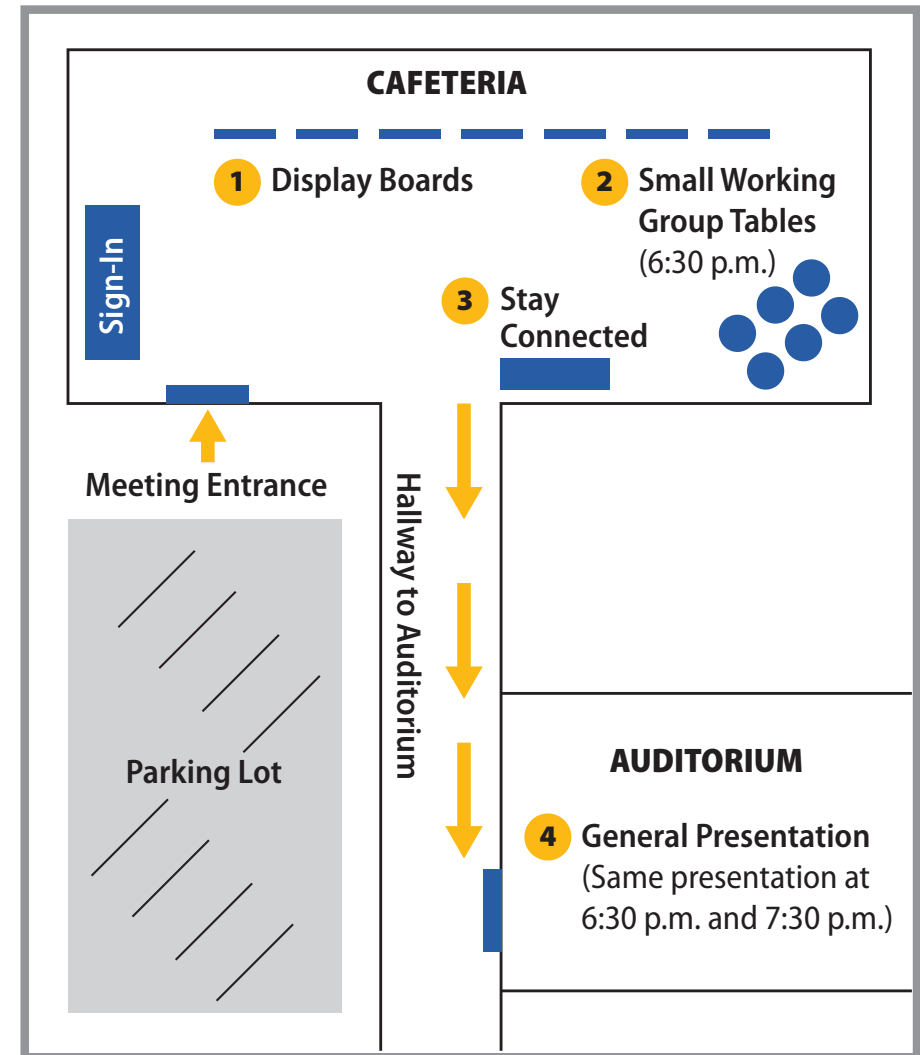 CAFETERIA
1 Display Boards
2 Small Working
Group Tables
(6:30 p.m.)
Sign-In
3 Stay
Connected
Meeting Entrance
Hallway to Auditorium
Parking Lot
AUDITORIUM
4 General Presentation
(Same presentation at
6:30 p.m. and 7:30 p.m.)